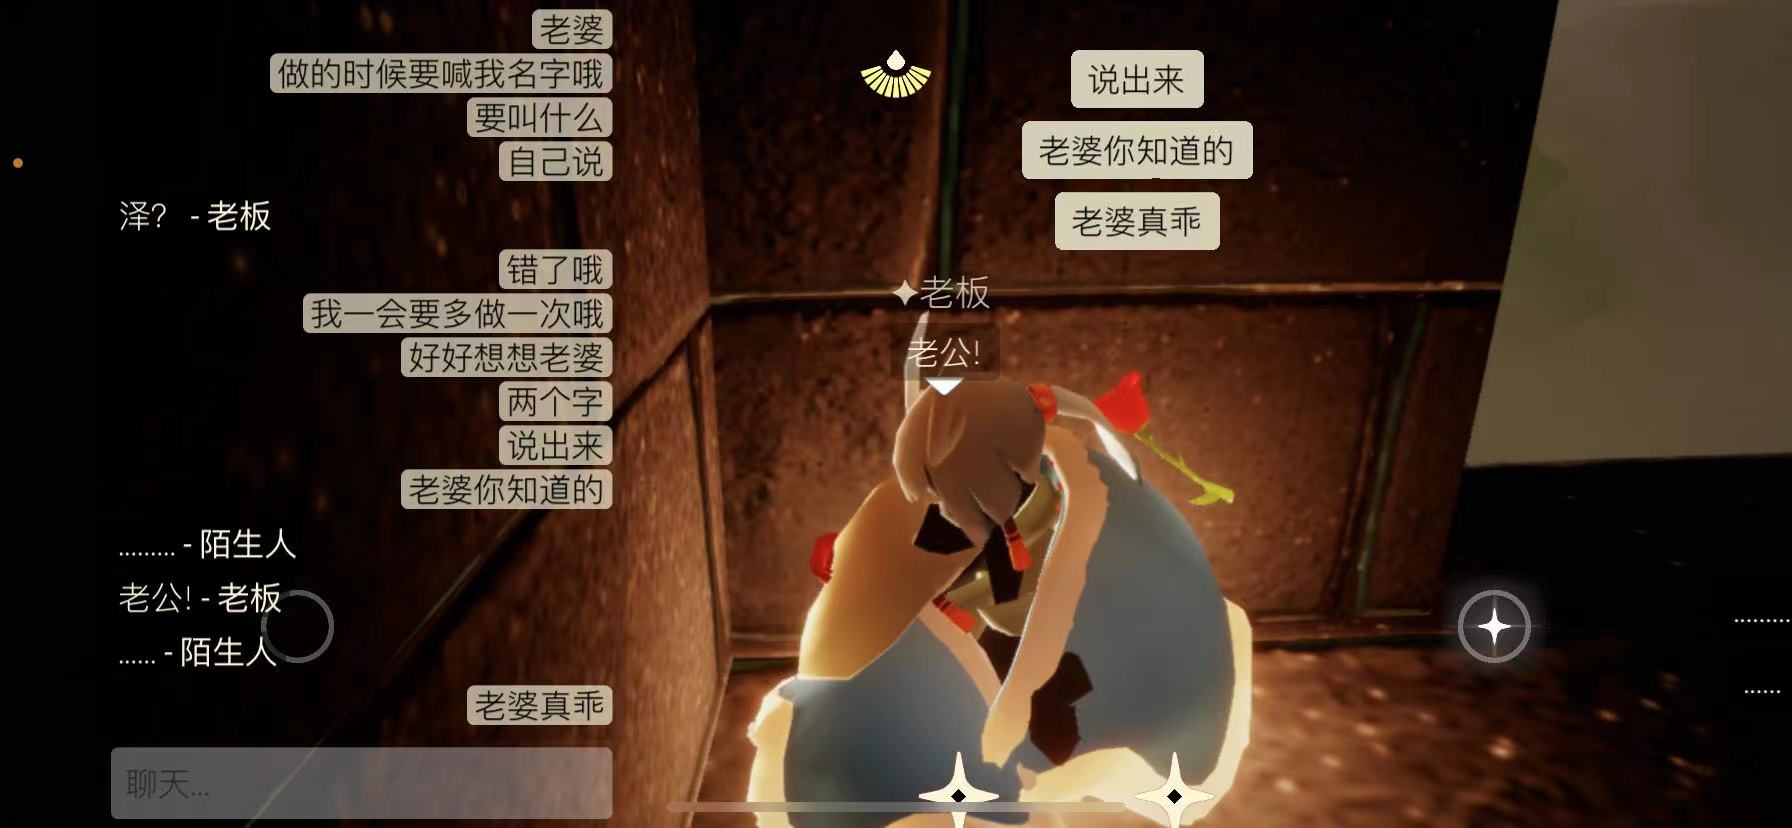 老婆
做的时候要喊我名字哦
要叫什么
自己说
泽? - 老板
错了哦
我一会要多做一次哦
好好想想老婆
两个字
说出来
老婆你知道的
......... - 陌生人
老公! - 老板
...... - 陌生人
老婆真乖
聊天...
说出来
老婆你知道的
老婆真乖
老板
老公!
.........
......